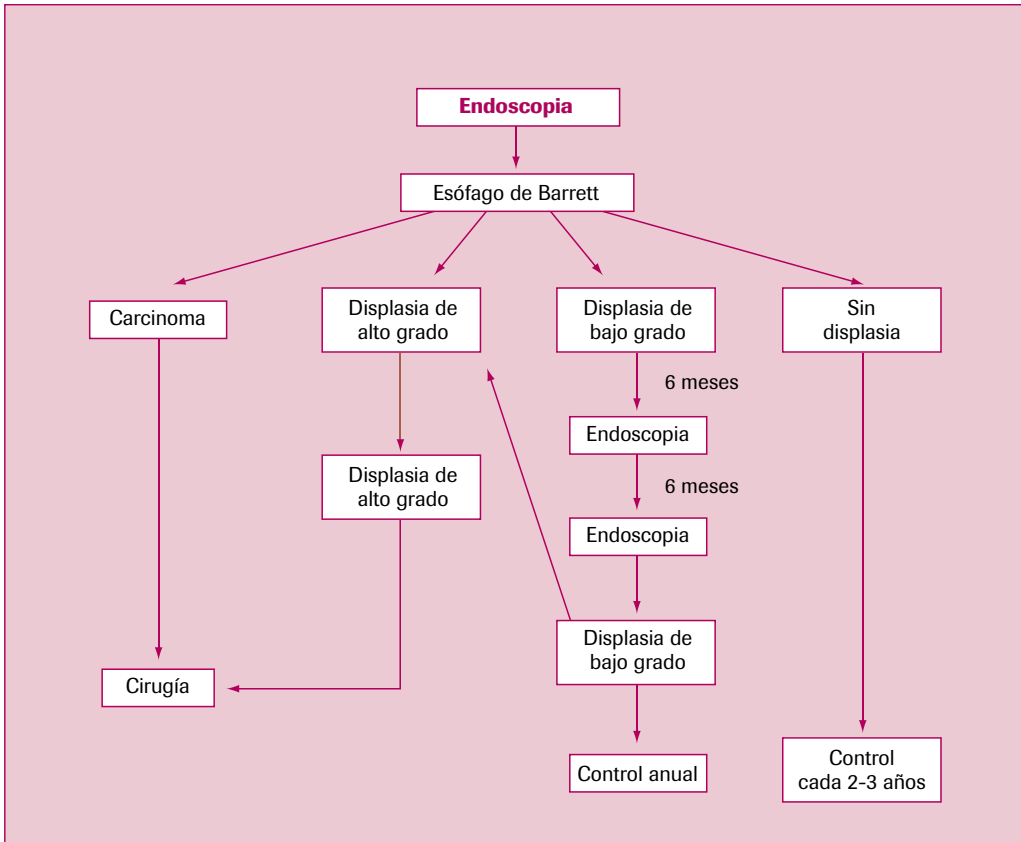 Endoscopia
Esófago de Barrett
Carcinoma
Displasia de
alto grado
Displasia de
bajo grado
Sin
displasia
6 meses
Endoscopia
Displasia de
alto grado
6 meses
Endoscopia
Displasia de
bajo grado
Cirugía
Control anual
Control
cada 2-3 años